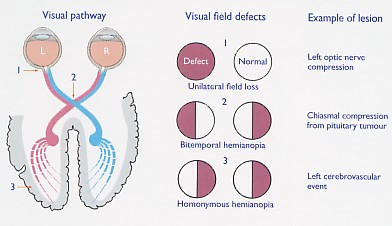 Visual pathway
Visual field defects
Example of lesion
L
R
1
2
3
1
Defect
Normal
Unilateral field loss
Left optic nerve
compression
2
Bitemporal hemianopia
Chiasmal compression
from pituitary tumour
3
Homonymous hemianopia
Left cerebrovascular
event